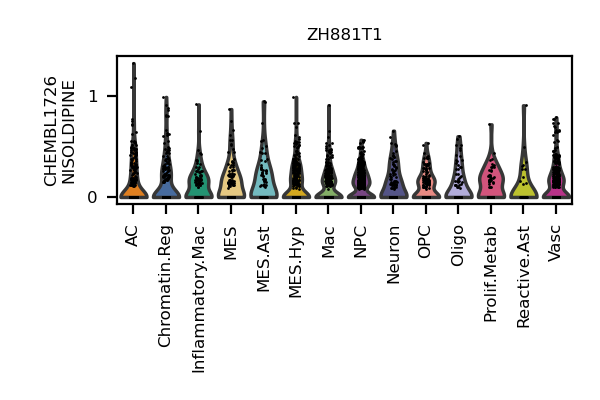 ZH881T1
CHEMBL1726
NISOLDIPINE
1
0
AC
Chromatin.Reg
Inflammatory.Mac
MES
MES.Ast
MES.Hyp
Mac
NPC
Neuron
OPC
Oligo
Prolif.Metab
Reactive.Ast
Vasc